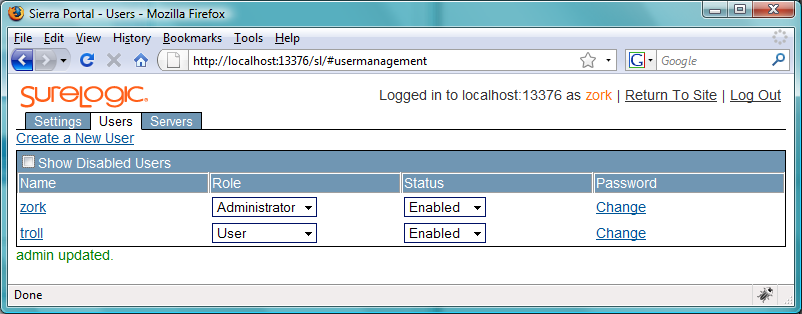 Sierra Portal - Users - Mozilla Firefox
File Edit View History Bookmarks Tools Help
http://localhost:13376/sl/#usermanagement
G Google
SURELOGIC
Logged in to localhost:13376 as zork | Return To Site | Log Out
Settings Users Servers
Create a New User
Show Disabled Users
Name Role Status Password
zork Administrator Enabled Change
troll User Enabled Change
admin updated.
Done